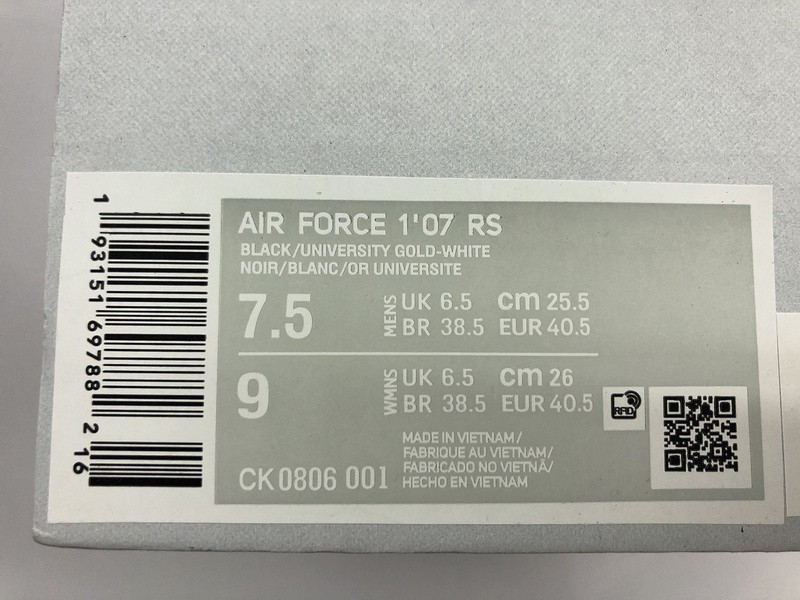 AIR FORCE 1'07 RS
BLACK/UNIVERSITY GOLD-WHITE
NOIR/BLANC/OR UNIVERSITE
7.5
MENS
UK 6.5 cm 25.5
BR 38.5 EUR 40.5
9
WMNS
UK 6.5 cm 26
BR 38.5 EUR 40.5
RFID
MADE IN VIETNAM/
FABRIQUE AU VIETNAM/
FABRICADO NO VIETNÃ/
HECHO EN VIETNAM
CK0806 001
1 93151 69788 2 16